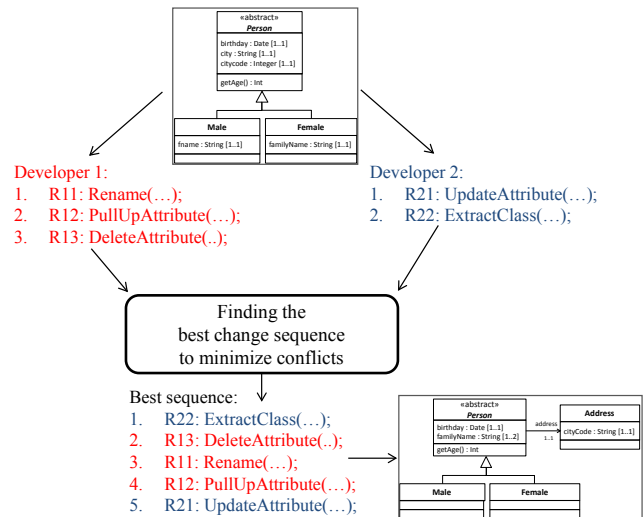 «abstract»
Person
birthday : Date [1..1]
city : String [1..1]
citycode : Integer [1..1]
getAge() : Int
Male
fname : String [1..1]
Female
familyName : String [1..1]
Developer 1:
1. R11: Rename(…);
2. R12: PullUpAttribute(…);
3. R13: DeleteAttribute(..);
Developer 2:
1. R21: UpdateAttribute(…);
2. R22: ExtractClass(…);
Finding the
best change sequence
to minimize conflicts
Best sequence:
1. R22: ExtractClass(…);
2. R13: DeleteAttribute(..);
3. R11: Rename(…);
4. R12: PullUpAttribute(…);
5. R21: UpdateAttribute(…);
«abstract»
Person
birthday : Date [1..1]
familyName : String [1..2]
getAge() : Int
address
1..1
Address
cityCode : String [1..1]
Male
Female